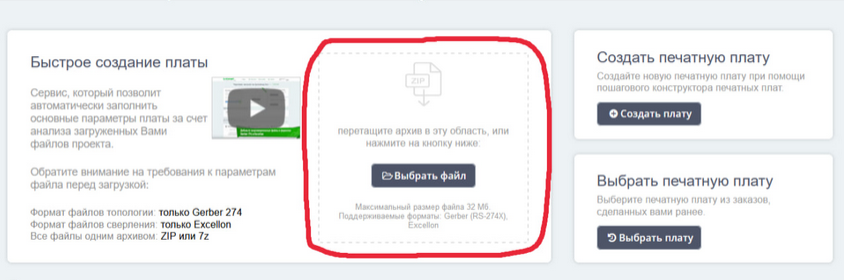 Быстрое создание платы
Сервис, который позволит
автоматически заполнить
основные параметры платы за счет
анализа загруженных Вами
файлов проекта.
Обратите внимание на требования к параметрам
файла перед загрузкой:
Формат файлов топологии: только Gerber 274
Формат файлов сверления: только Excellon
Все файлы одним архивом: ZIP или 7z
ZIP
перетащите архив в эту область, или
нажмите на кнопку ниже:
Выбрать файл
Максимальный размер файла 32 Мб.
Поддерживаемые форматы: Gerber (RS-274X),
Excellon
Создать печатную плату
Создайте новую печатную плату при помощи
пошагового конструктора печатных плат.
Создать плату
Выбрать печатную плату
Выберите печатную плату из заказов,
сделанных вами ранее.
Выбрать плату